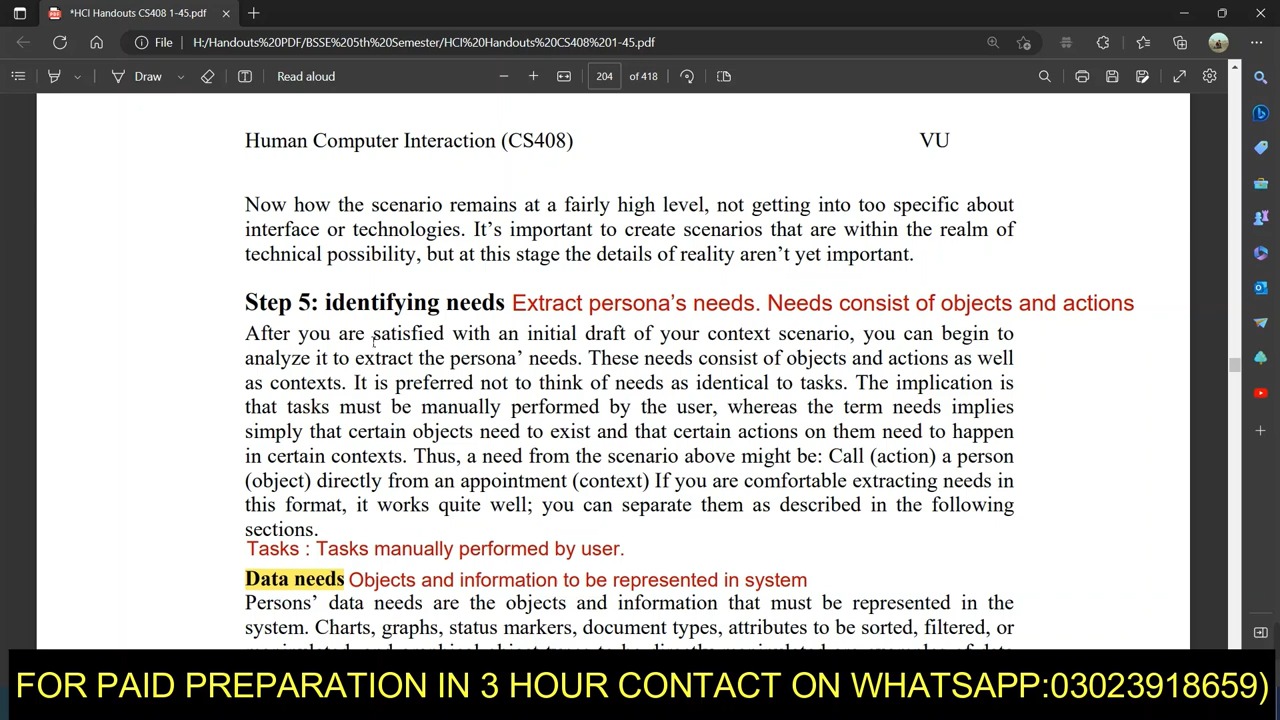 *HCI Handouts CS408 1-45.pdf
File H:/Handouts%20PDF/BSSE%205th%20Semester/HCI%20Handouts%20CS408%201-45.pdf
Draw Read aloud 204 of 418
Human Computer Interaction (CS408) VU
Now how the scenario remains at a fairly high level, not getting into too specific about
interface or technologies. It’s important to create scenarios that are within the realm of
technical possibility, but at this stage the details of reality aren’t yet important.
Step 5: identifying needs Extract persona’s needs. Needs consist of objects and actions
After you are satisfied with an initial draft of your context scenario, you can begin to
analyze it to extract the persona’ needs. These needs consist of objects and actions as well
as contexts. It is preferred not to think of needs as identical to tasks. The implication is
that tasks must be manually performed by the user, whereas the term needs implies
simply that certain objects need to exist and that certain actions on them need to happen
in certain contexts. Thus, a need from the scenario above might be: Call (action) a person
(object) directly from an appointment (context) If you are comfortable extracting needs in
this format, it works quite well; you can separate them as described in the following
sections.
Tasks : Tasks manually performed by user.
Data needs Objects and information to be represented in system
Persons’ data needs are the objects and information that must be represented in the
system. Charts, graphs, status markers, document types, attributes to be sorted, filtered, or
FOR PAID PREPARATION IN 3 HOUR CONTACT ON WHATSAPP:03023918659)